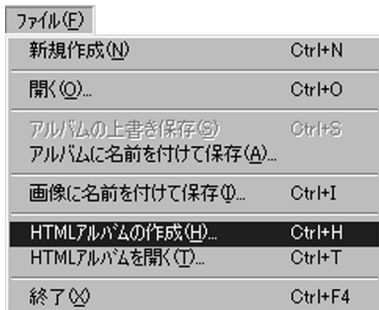 ファイル(F)
新規作成(N) Ctrl+N
開く(O)... Ctrl+O
アルバムの上書き保存(S) Ctrl+S
アルバムに名前を付けて保存(A)...
画像に名前を付けて保存(I)... Ctrl+I
HTMLアルバムの作成(H)... Ctrl+H
HTMLアルバムを開く(T)... Ctrl+T
終了(X) Ctrl+F4